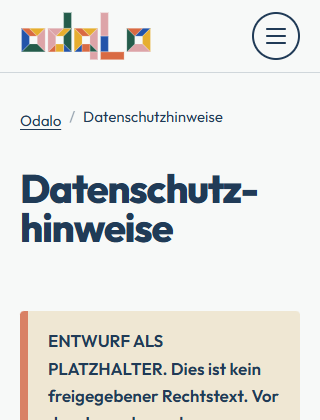 odalo
Odalo / Datenschutzhinweise
Datenschutz-
hinweise
ENTWURF ALS
PLATZHALTER. Dies ist kein
freigegebener Rechtstext. Vor